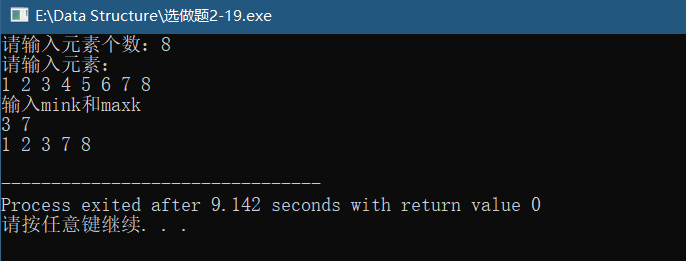 E:\Data Structure\选做题2-19.exe
请输入元素个数：8
请输入元素：
1 2 3 4 5 6 7 8
输入mink和maxk
3 7
1 2 3 7 8
--------------------------------
Process exited after 9.142 seconds with return value 0
请按任意键继续. . .